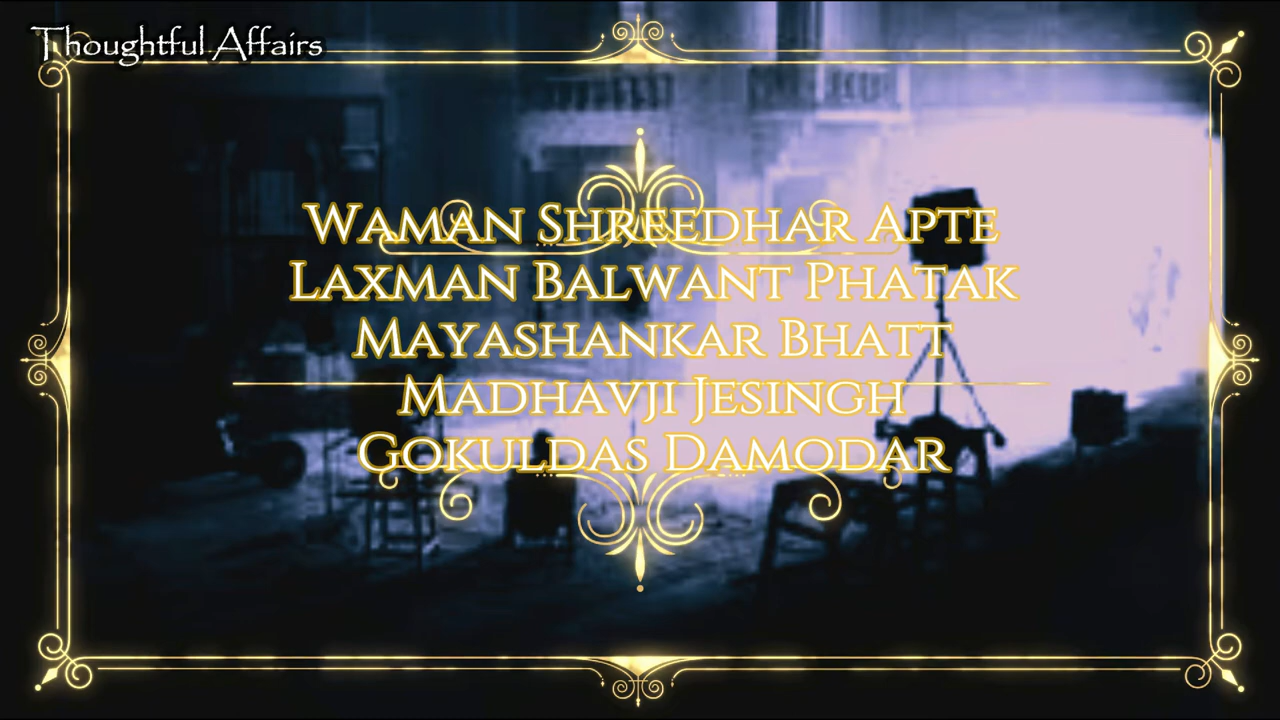 Thoughtful Affairs
Waman Shreedhar Apte
Laxman Balwant Phatak
Mayashankar Bhatt
Madhavji Jesingh
Gokuldas Damodar